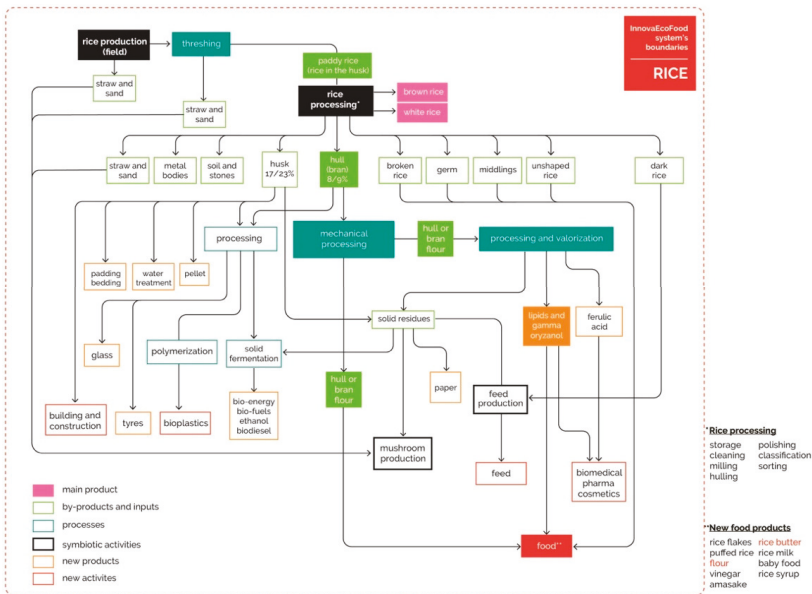 InnovaEcoFood
system's
boundaries
RICE
rice production
(field)
threshing
paddy rice
(rice in the husk)
straw and
sand
straw and
sand
rice
processing*
brown rice
white rice
straw and
sand
metal
bodies
soil and
stones
husk
17/23%
hull
(bran)
8/9%
broken
rice
germ
middlings
unshaped
rice
dark
rice
processing
mechanical
processing
hull or
bran
flour
processing and valorization
padding
bedding
water
treatment
pellet
solid residues
lipids and
gamma
oryzanol
ferulic
acid
glass
polymerization
solid
fermentation
hull or
bran
flour
paper
feed
production
building and
construction
tyres
bioplastics
bio-energy
bio-fuels
ethanol
biodiesel
mushroom
production
feed
biomedical
pharma
cosmetics
food**
main product
by-products and inputs
processes
symbiotic activities
new products
new activites
*Rice processing
storage polishing
cleaning classification
milling sorting
hulling
**New food products
rice flakes rice butter
puffed rice rice milk
flour baby food
vinegar rice syrup
amasake